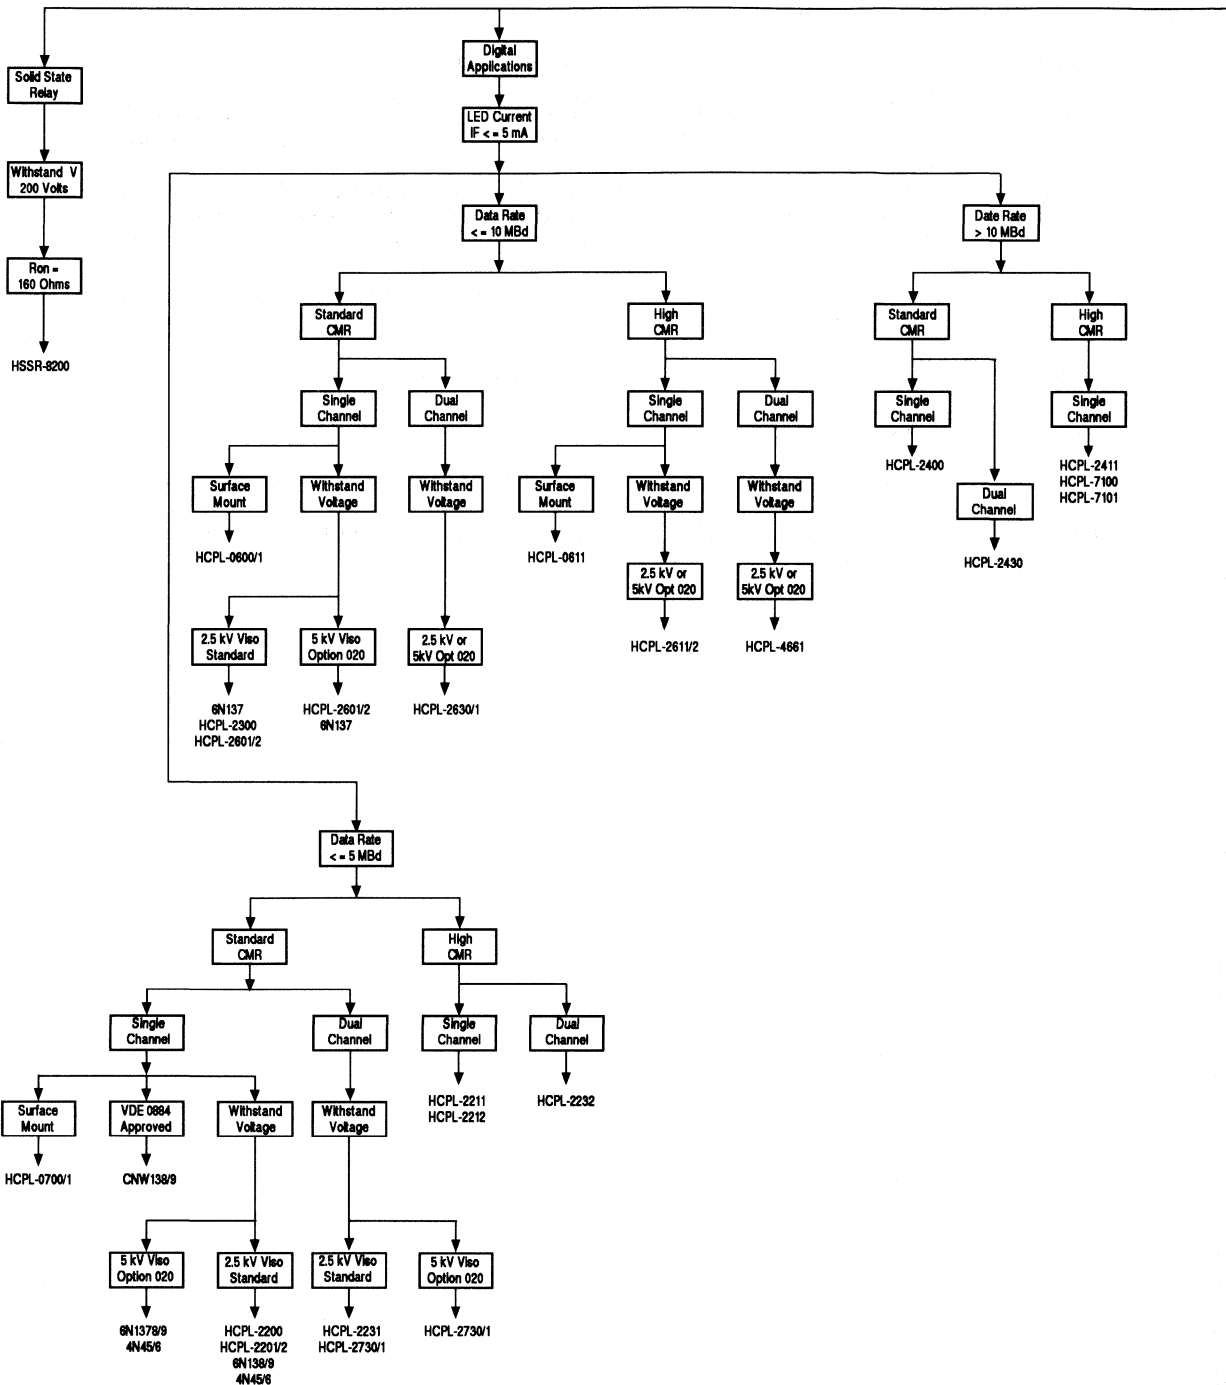 Digital
Applications
Solid State
Relay
LED Current
IF < = 5 mA
Withstand V
200 Volts
Data Rate
< = 10 MBd
Date Rate
> 10 MBd
Ron =
160 Ohms
Standard
CMR
High
CMR
Standard
CMR
High
CMR
HSSR-8200
Single
Channel
Dual
Channel
Single
Channel
Dual
Channel
Single
Channel
Single
Channel
HCPL-2400
HCPL-2411
HCPL-7100
HCPL-7101
Surface
Mount
Withstand
Voltage
Withstand
Voltage
Surface
Mount
Withstand
Voltage
Withstand
Voltage
Dual
Channel
HCPL-0600/1
HCPL-0611
HCPL-2430
2.5 kV or
5kV Opt 020
2.5 kV or
5kV Opt 020
2.5 kV Viso
Standard
5 kV Viso
Option 020
2.5 kV or
5kV Opt 020
HCPL-2611/2
HCPL-4661
6N137
HCPL-2300
HCPL-2601/2
HCPL-2601/2
6N137
HCPL-2630/1
Data Rate
< = 5 MBd
Standard
CMR
High
CMR
Single
Channel
Dual
Channel
Single
Channel
Dual
Channel
HCPL-2211
HCPL-2212
HCPL-2232
Surface
Mount
VDE 0884
Approved
Withstand
Voltage
Withstand
Voltage
HCPL-0700/1
CNW138/9
5 kV Viso
Option 020
2.5 kV Viso
Standard
2.5 kV Viso
Standard
5 kV Viso
Option 020
6N1378/9
4N45/6
HCPL-2200
HCPL-2201/2
6N138/9
4N45/6
HCPL-2231
HCPL-2730/1
HCPL-2730/1